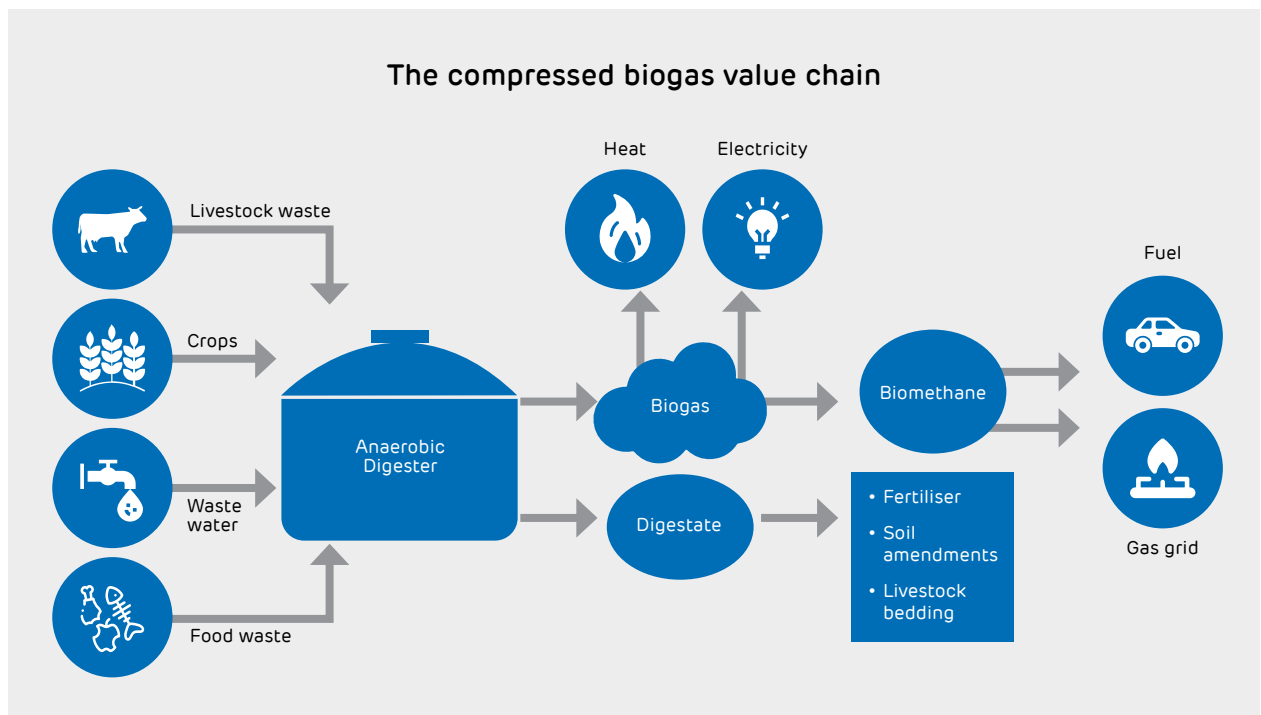 The compressed biogas value chain
Heat
Electricity
Livestock waste
Fuel
Crops
Biogas
Biomethane
Anaerobic
Digester
Waste
water
Digestate
• Fertiliser
• Soil
amendments
• Livestock
bedding
Gas grid
Food waste